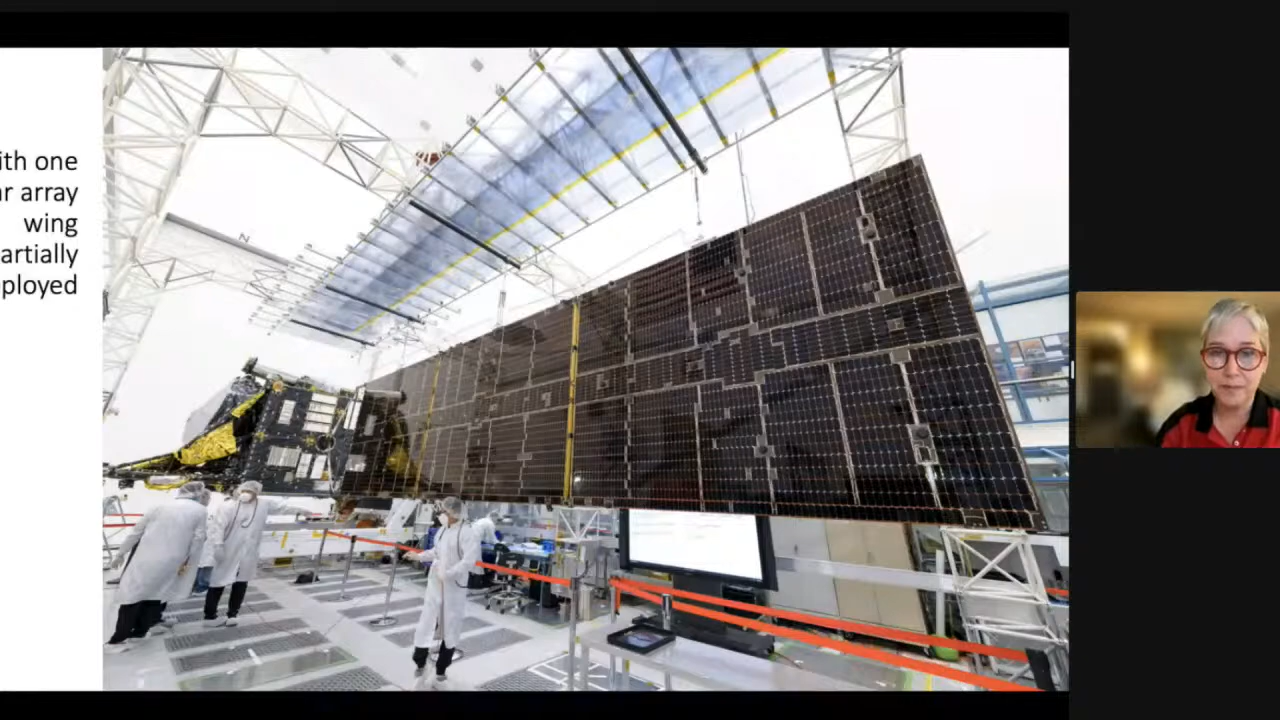 ith one
ar array
wing
artially
ployed